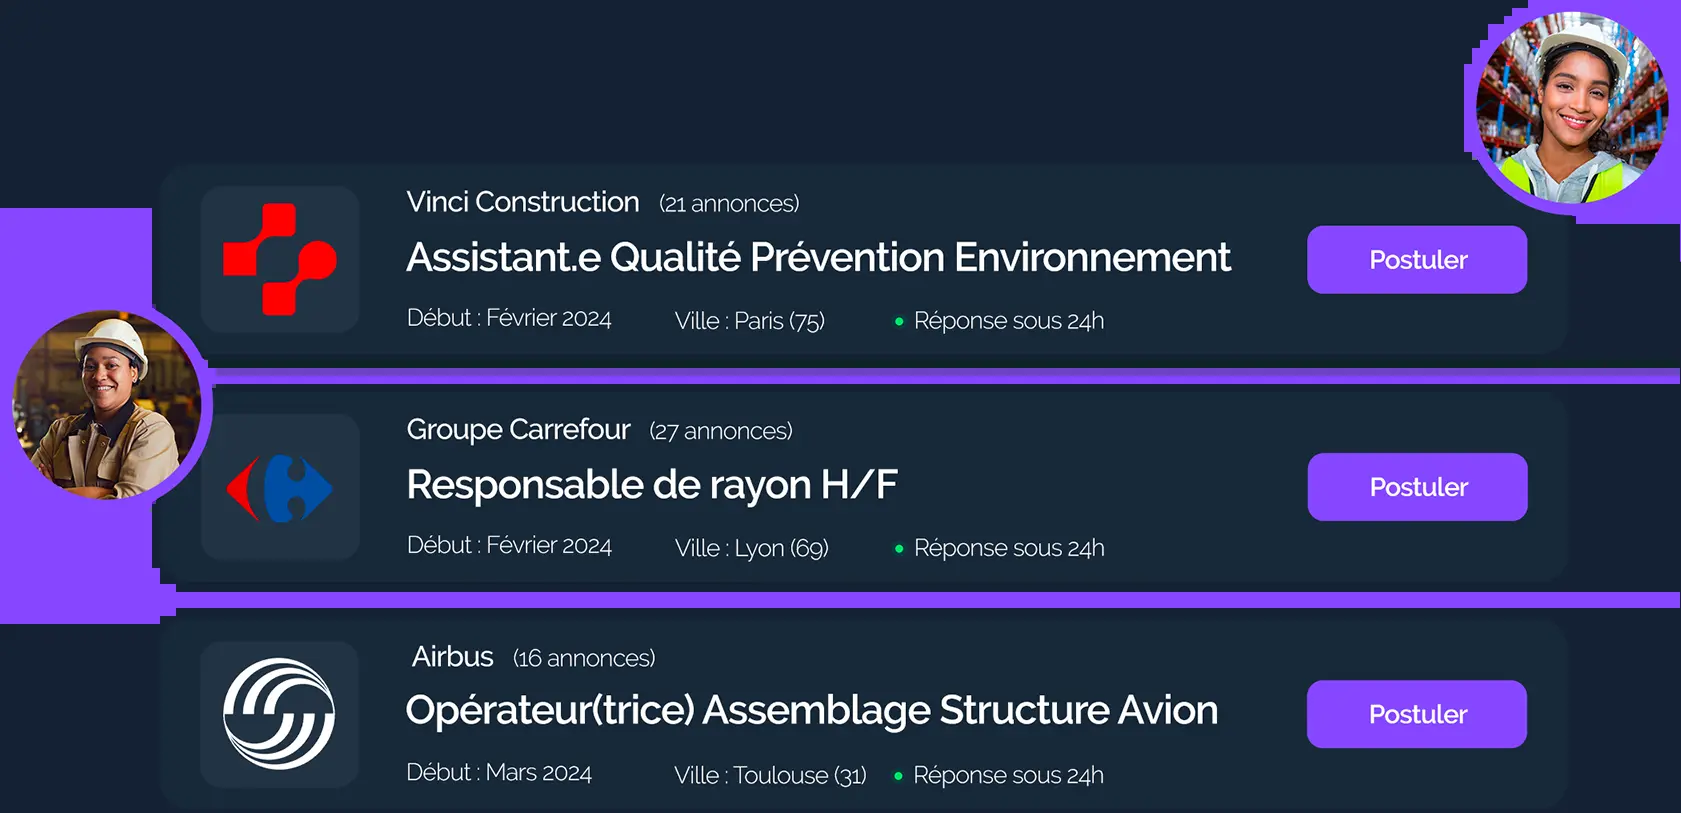 Vinci Construction (21 annonces)
Assistant.e Qualité Prévention Environnement
Postuler
Début : Février 2024 Ville : Paris (75) • Réponse sous 24h
Groupe Carrefour (27 annonces)
Responsable de rayon H/F
Postuler
Début : Février 2024 Ville : Lyon (69) • Réponse sous 24h
Airbus (16 annonces)
Opérateur(trice) Assemblage Structure Avion
Postuler
Début : Mars 2024 Ville : Toulouse (31) • Réponse sous 24h